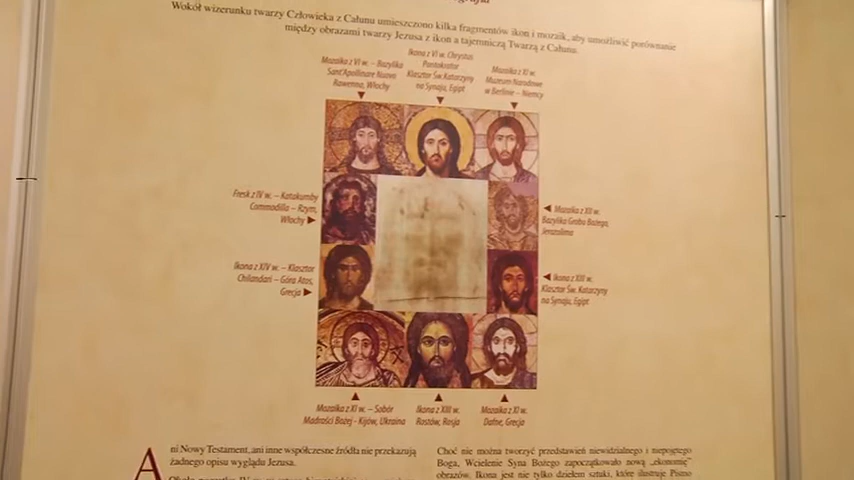 Wokół wizerunku twarzy Człowieka z Całunu umieszczono kilka fragmentów ikon i mozaik, aby umożliwić porównanie
między obrazami twarzy Jezusa z ikon a tajemniczą Twarzą z Całunu.
Mozaika z VI w. – Bazylika
Sant'Apollinare Nuovo
Rawenna, Włochy
Ikona z VI w. Chrystus
Pantokrator
Klasztor Św. Katarzyny
na Synaju, Egipt
Mozaika z XI w.
Muzeum Narodowe
w Berlinie – Niemcy
Fresk z IV w. – Katakumby
Commodilla – Rzym,
Włochy
Mozaika z XII w.
Bazylika Grobu Bożego,
Jerozolima
Ikona z XIV w. – Klasztor
Chilandari – Góra Atos,
Grecja
Ikona z XIII w.
Klasztor Św. Katarzyny
na Synaju, Egipt
Mozaika z XI w. – Sobór
Mądrości Bożej - Kijów, Ukraina
Ikona z XIII w.
Rostów, Rosja
Mozaika z XI w.
Dafne, Grecja
Ani Nowy Testament, ani inne współczesne źródła nie przekazują
żadnego opisu wyglądu Jezusa.
Choć nie można tworzyć przedstawień niewidzialnego i niepojętego
Boga, Wcielenie Syna Bożego zapoczątkowało nową „ekonomię”
obrazów. Ikona jest nie tylko dziełem sztuki, które ilustruje Pismo